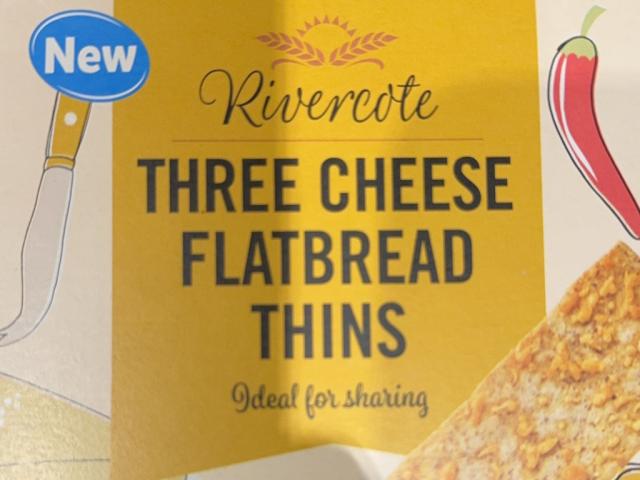 New
Rivercote
THREE CHEESE
FLATBREAD
THINS
Ideal for sharing